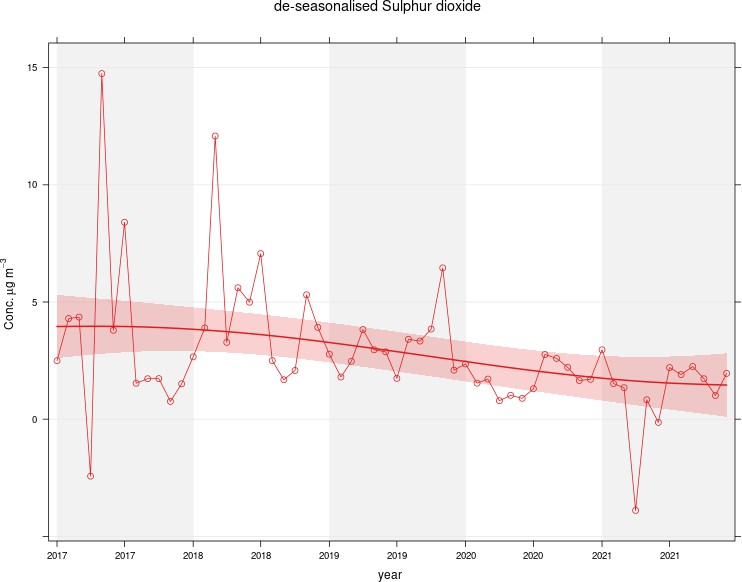 de-seasonalised Sulphur dioxide
15
10
5
0
Conc. μg m⁻³
2017 2017 2018 2018 2019 2019 2020 2020 2021 2021
year